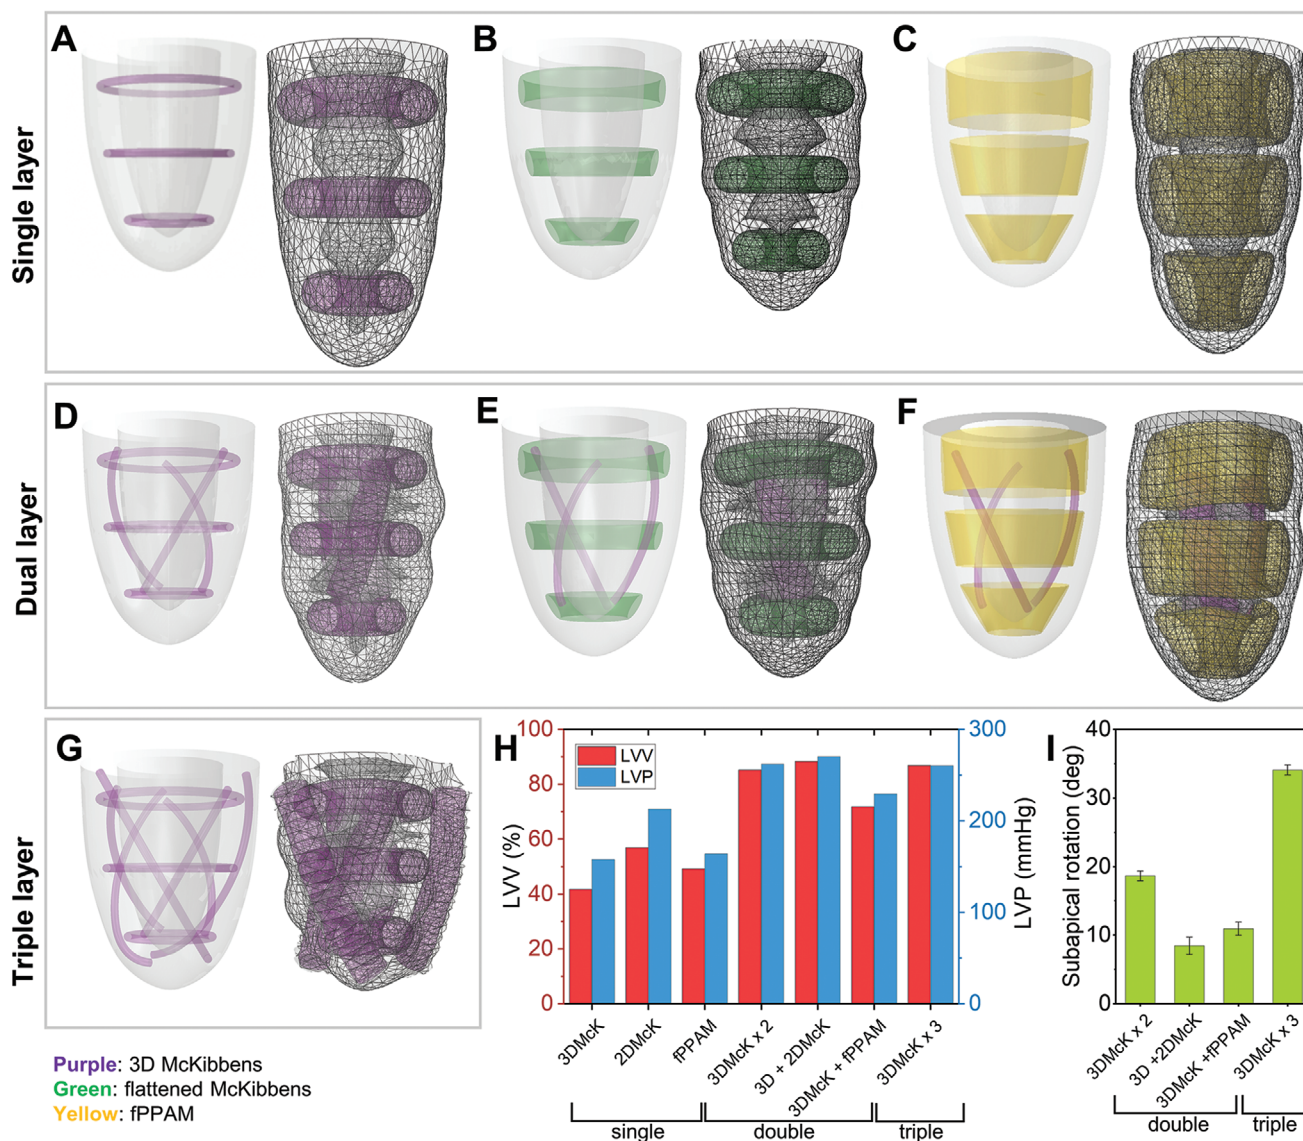 A
B
C
Single layer
D
E
F
Dual layer
G
Triple layer
Purple: 3D McKibbens
Green: flattened McKibbens
Yellow: fPPAM
H
LVV
LVP
100
80
60
40
20
0
LVV (%)
300
200
100
0
LVP (mmHg)
3DMcK
2DMcK
fPPAM
3DMcK x 2
3D + 2DMcK
3DMcK + fPPAM
3DMcK x 3
single
double
triple
I
40
30
20
10
0
Subapical rotation (deg)
3DMcK x 2
3D +2DMcK
3DMcK +fPPAM
3DMcK x 3
double
triple